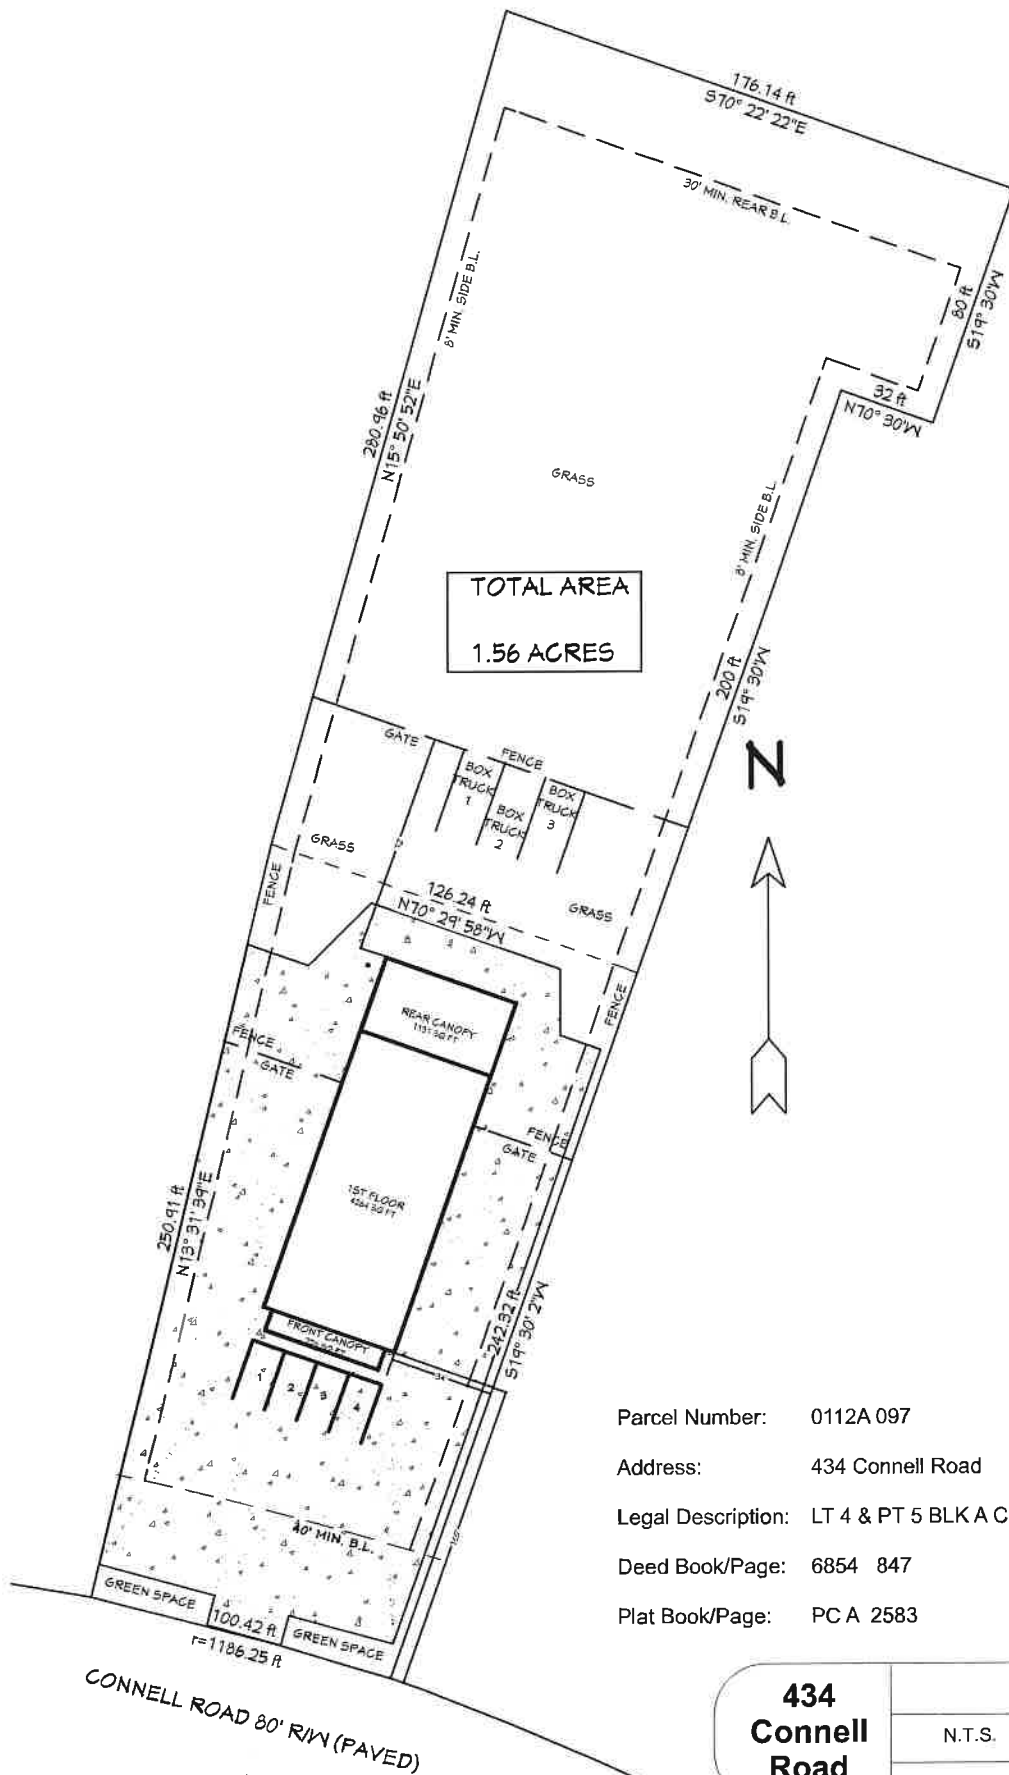 176.14 ft
S70° 22' 22"E
30' MIN. REAR B.L.
8' MIN. SIDE B.L.
80 ft
S19° 30'W
32 ft
N70° 30'W
280.96 ft
N15° 50' 52"E
GRASS
8' MIN. SIDE B.L.
TOTAL AREA
1.56 ACRES
200 ft
S19° 30'W
N
GATE
FENCE
BOX
TRUCK
1
BOX
TRUCK
2
BOX
TRUCK
3
GRASS
FENCE
126.24 ft
N70° 29' 58"W
GRASS
FENCE
REAR CANOPY
FENCE
GATE
FENCE
GATE
1ST FLOOR
250.91 ft
N13° 31' 39"E
242.32 ft
S19° 30' 2"W
FRONT CANOPY
1
2
3
4
40' MIN. B.L.
GREEN SPACE
100.42 ft
r=1186.25 ft
GREEN SPACE
CONNELL ROAD 80' R/W (PAVED)
Parcel Number: 0112A 097
Address: 434 Connell Road
Legal Description: LT 4 & PT 5 BLK A C
Deed Book/Page: 6854 847
Plat Book/Page: PC A 2583
434
Connell
Road
N.T.S.